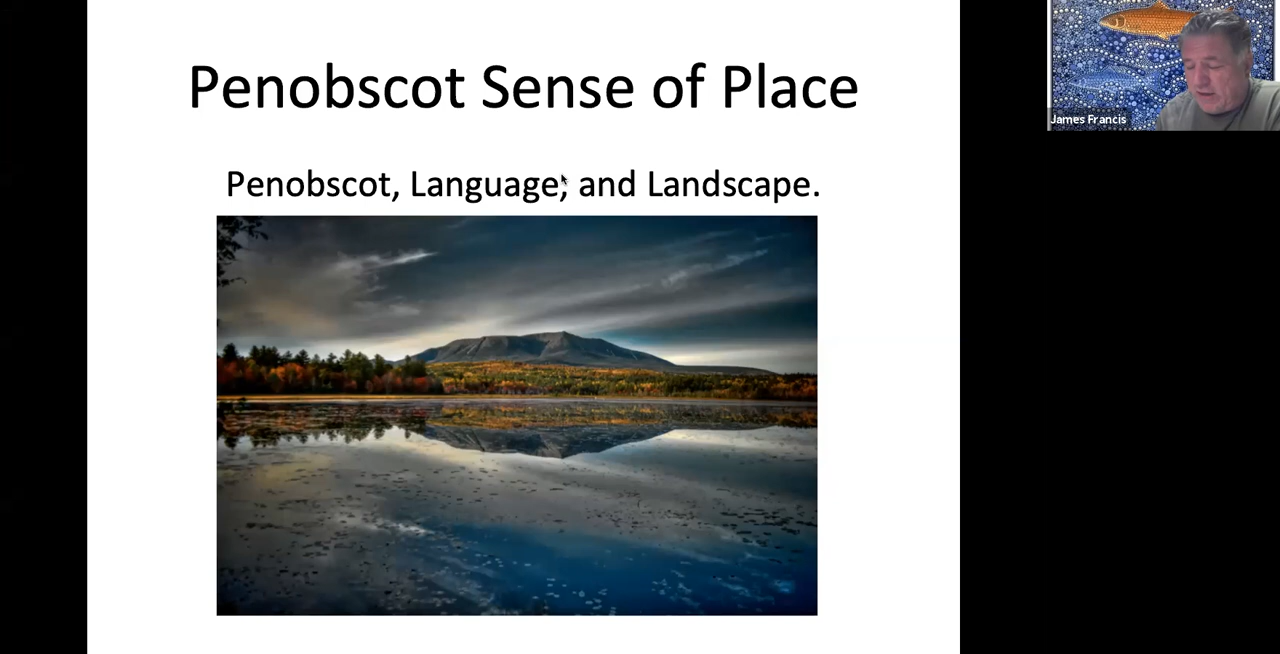 Penobscot Sense of Place
Penobscot, Language, and Landscape.
James Francis